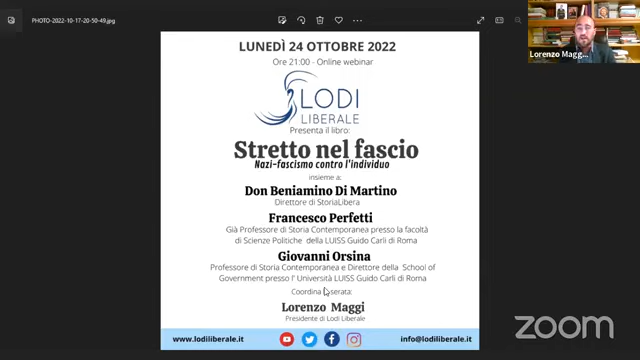 PHOTO-2022-10-17-20-50-49.jpg
Lorenzo Magg...
LUNEDÌ 24 OTTOBRE 2022
Ore 21:00 - Online webinar
LODI
LIBERALE
Presenta il libro:
Stretto nel fascio
Nazi-fascismo contro l'individuo
insieme a:
Don Beniamino Di Martino
Direttore di StoriaLibera
Francesco Perfetti
Già Professore di Storia Contemporanea presso la facoltà
di Scienze Politiche della LUISS Guido Carli di Roma
Giovanni Orsina
Professore di Storia Contemporanea e Direttore della School of
Government presso l' Università LUISS Guido Carli di Roma
Coordina serata:
Lorenzo Maggi
Presidente di Lodi Liberale
www.lodiliberale.it
info@lodiliberale.it
zoom